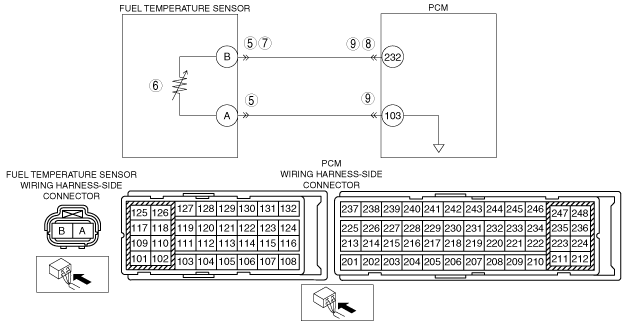 FUEL TEMPERATURE SENSOR
PCM
5 7 9 8
B 232
6
5 9
A 103
PCM
FUEL TEMPERATURE SENSOR
WIRING HARNESS-SIDE
CONNECTOR
WIRING HARNESS-SIDE
CONNECTOR
B A
125 126 127 128 129 130 131 132
117 118 119 120 121 122 123 124
109 110 111 112 113 114 115 116
101 102 103 104 105 106 107 108
237 238 239 240 241 242 243 244 245 246 247 248
225 226 227 228 229 230 231 232 233 234 235 236
213 214 215 216 217 218 219 220 221 222 223 224
201 202 203 204 205 206 207 208 209 210 211 212